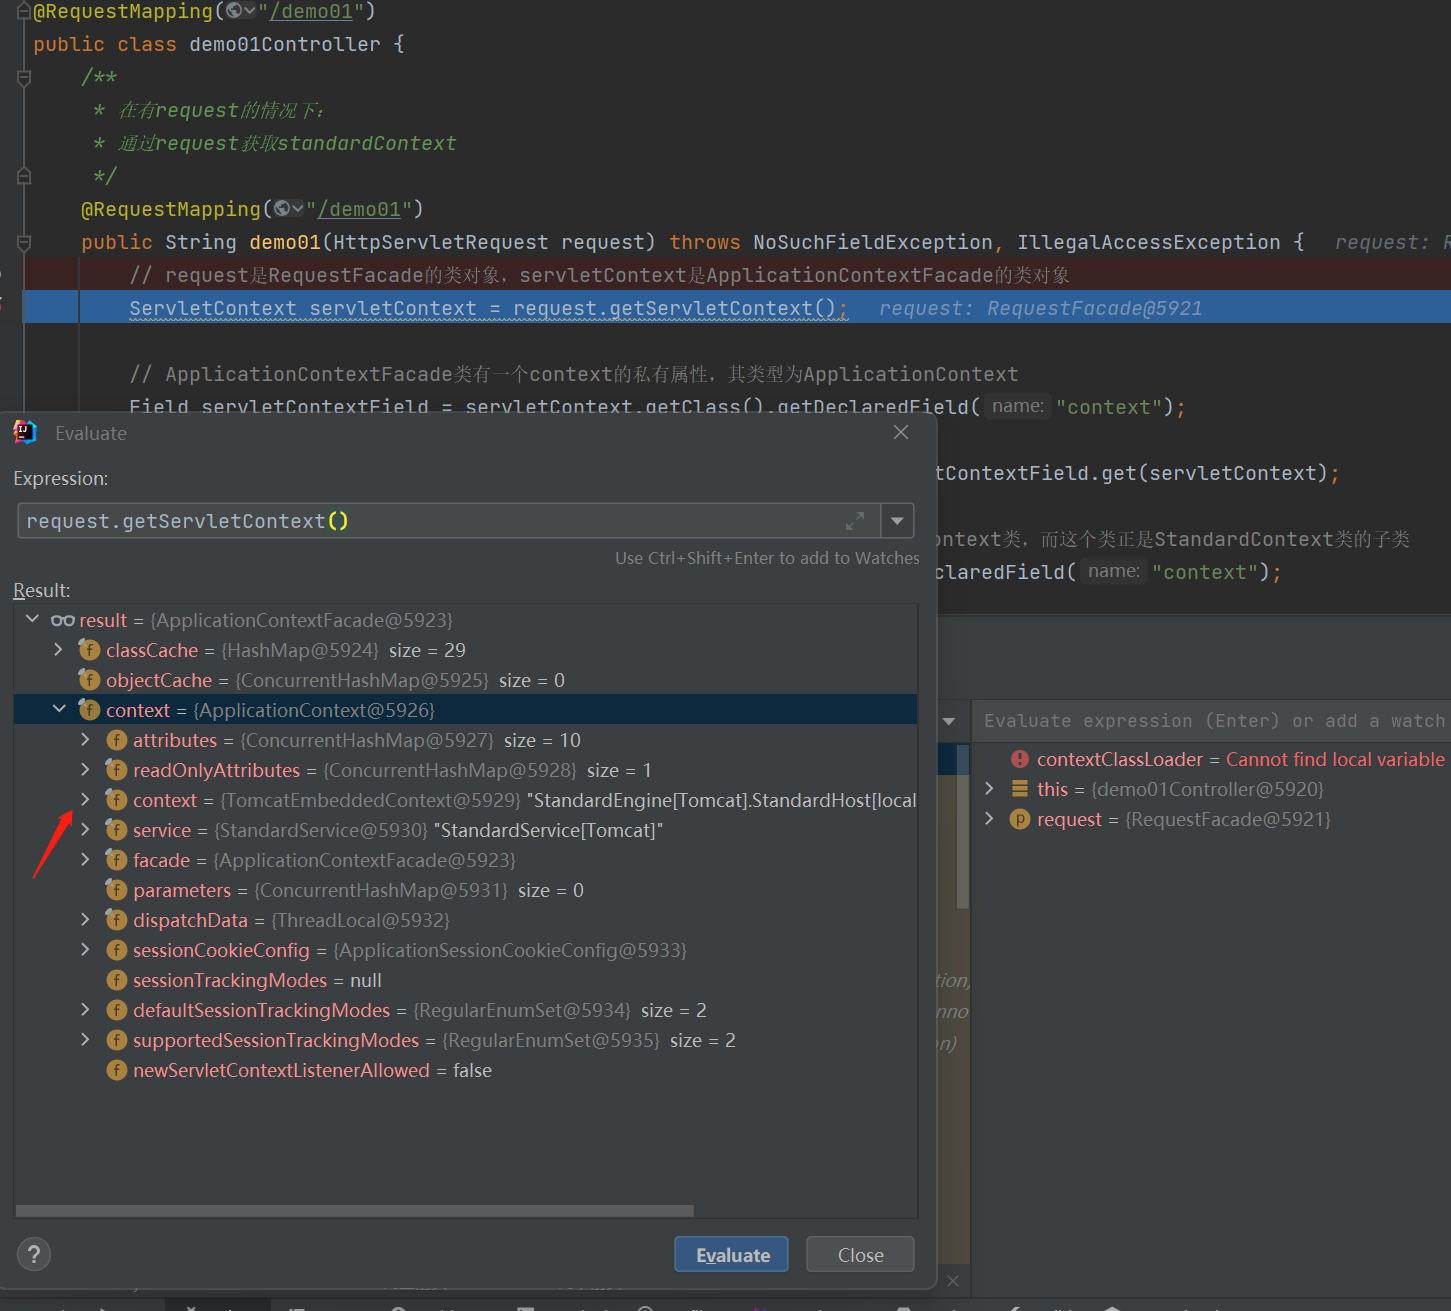 @RequestMapping("/demo01")
public class demo01Controller {
/**
* 在有request的情况下：
* 通过request获取standardContext
*/
@RequestMapping("/demo01")
public String demo01(HttpServletRequest request) throws NoSuchFieldException, IllegalAccessException {   request: R
// request是RequestFacade的类对象，servletContext是ApplicationContextFacade的类对象
ServletContext servletContext = request.getServletContext();   request: RequestFacade@5921
// ApplicationContextFacade类有一个context的私有属性，其类型为ApplicationContext
Field servletContextField = servletContext.getClass().getDeclaredField( name: "context");
tContextField.get(servletContext);
ontext类，而这个类正是StandardContext类的子类
claredField( name: "context");
Evaluate
Expression:
request.getServletContext()
Use Ctrl+Shift+Enter to add to Watches
Result:
result = {ApplicationContextFacade@5923}
classCache = {HashMap@5924} size = 29
objectCache = {ConcurrentHashMap@5925} size = 0
context = {ApplicationContext@5926}
attributes = {ConcurrentHashMap@5927} size = 10
readOnlyAttributes = {ConcurrentHashMap@5928} size = 1
context = {TomcatEmbeddedContext@5929} "StandardEngine[Tomcat].StandardHost[local
service = {StandardService@5930} "StandardService[Tomcat]"
facade = {ApplicationContextFacade@5923}
parameters = {ConcurrentHashMap@5931} size = 0
dispatchData = {ThreadLocal@5932}
sessionCookieConfig = {ApplicationSessionCookieConfig@5933}
sessionTrackingModes = null
defaultSessionTrackingModes = {RegularEnumSet@5934} size = 2
supportedSessionTrackingModes = {RegularEnumSet@5935} size = 2
newServletContextListenerAllowed = false
? Evaluate Close
Evaluate expression (Enter) or add a watch
contextClassLoader = Cannot find local variable
this = {demo01Controller@5920}
request = {RequestFacade@5921}
tion)
nno
n)